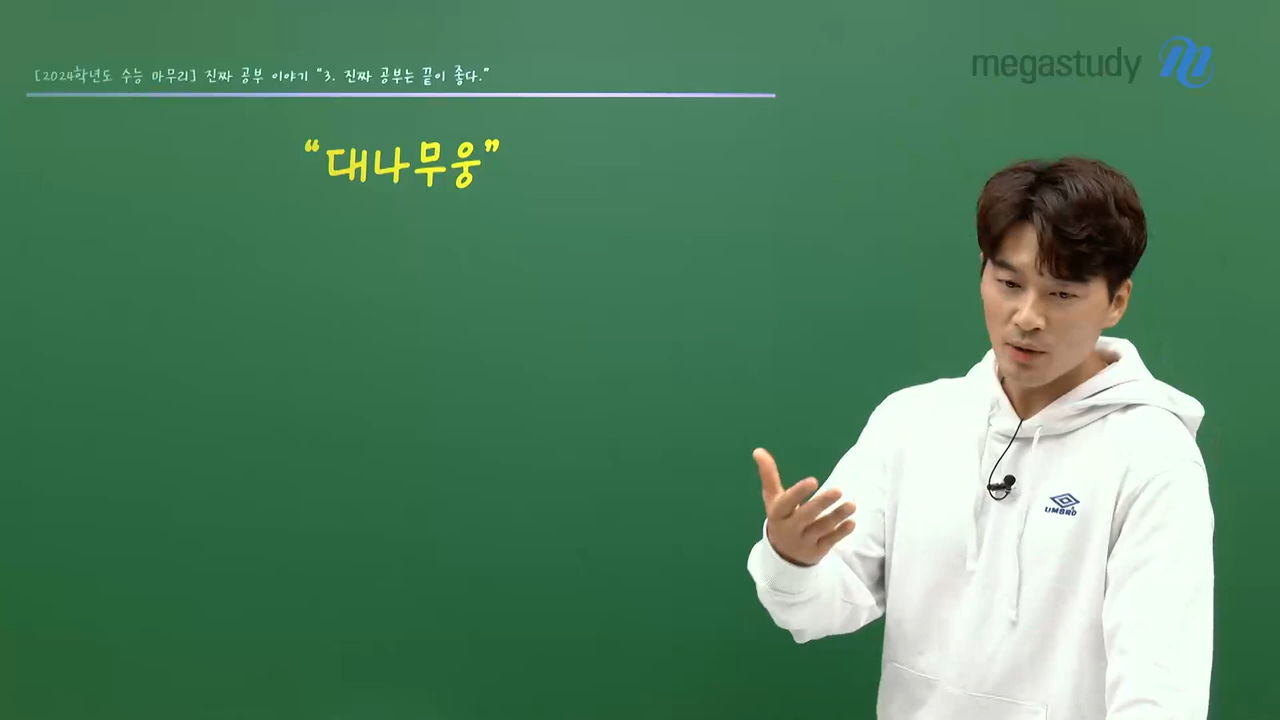 [2024학년도 수능 마무리] 진짜 공부 이야기 "3. 진짜 공부는 끝이 좋다."
megastudy
"대나무웅"
UMBRO